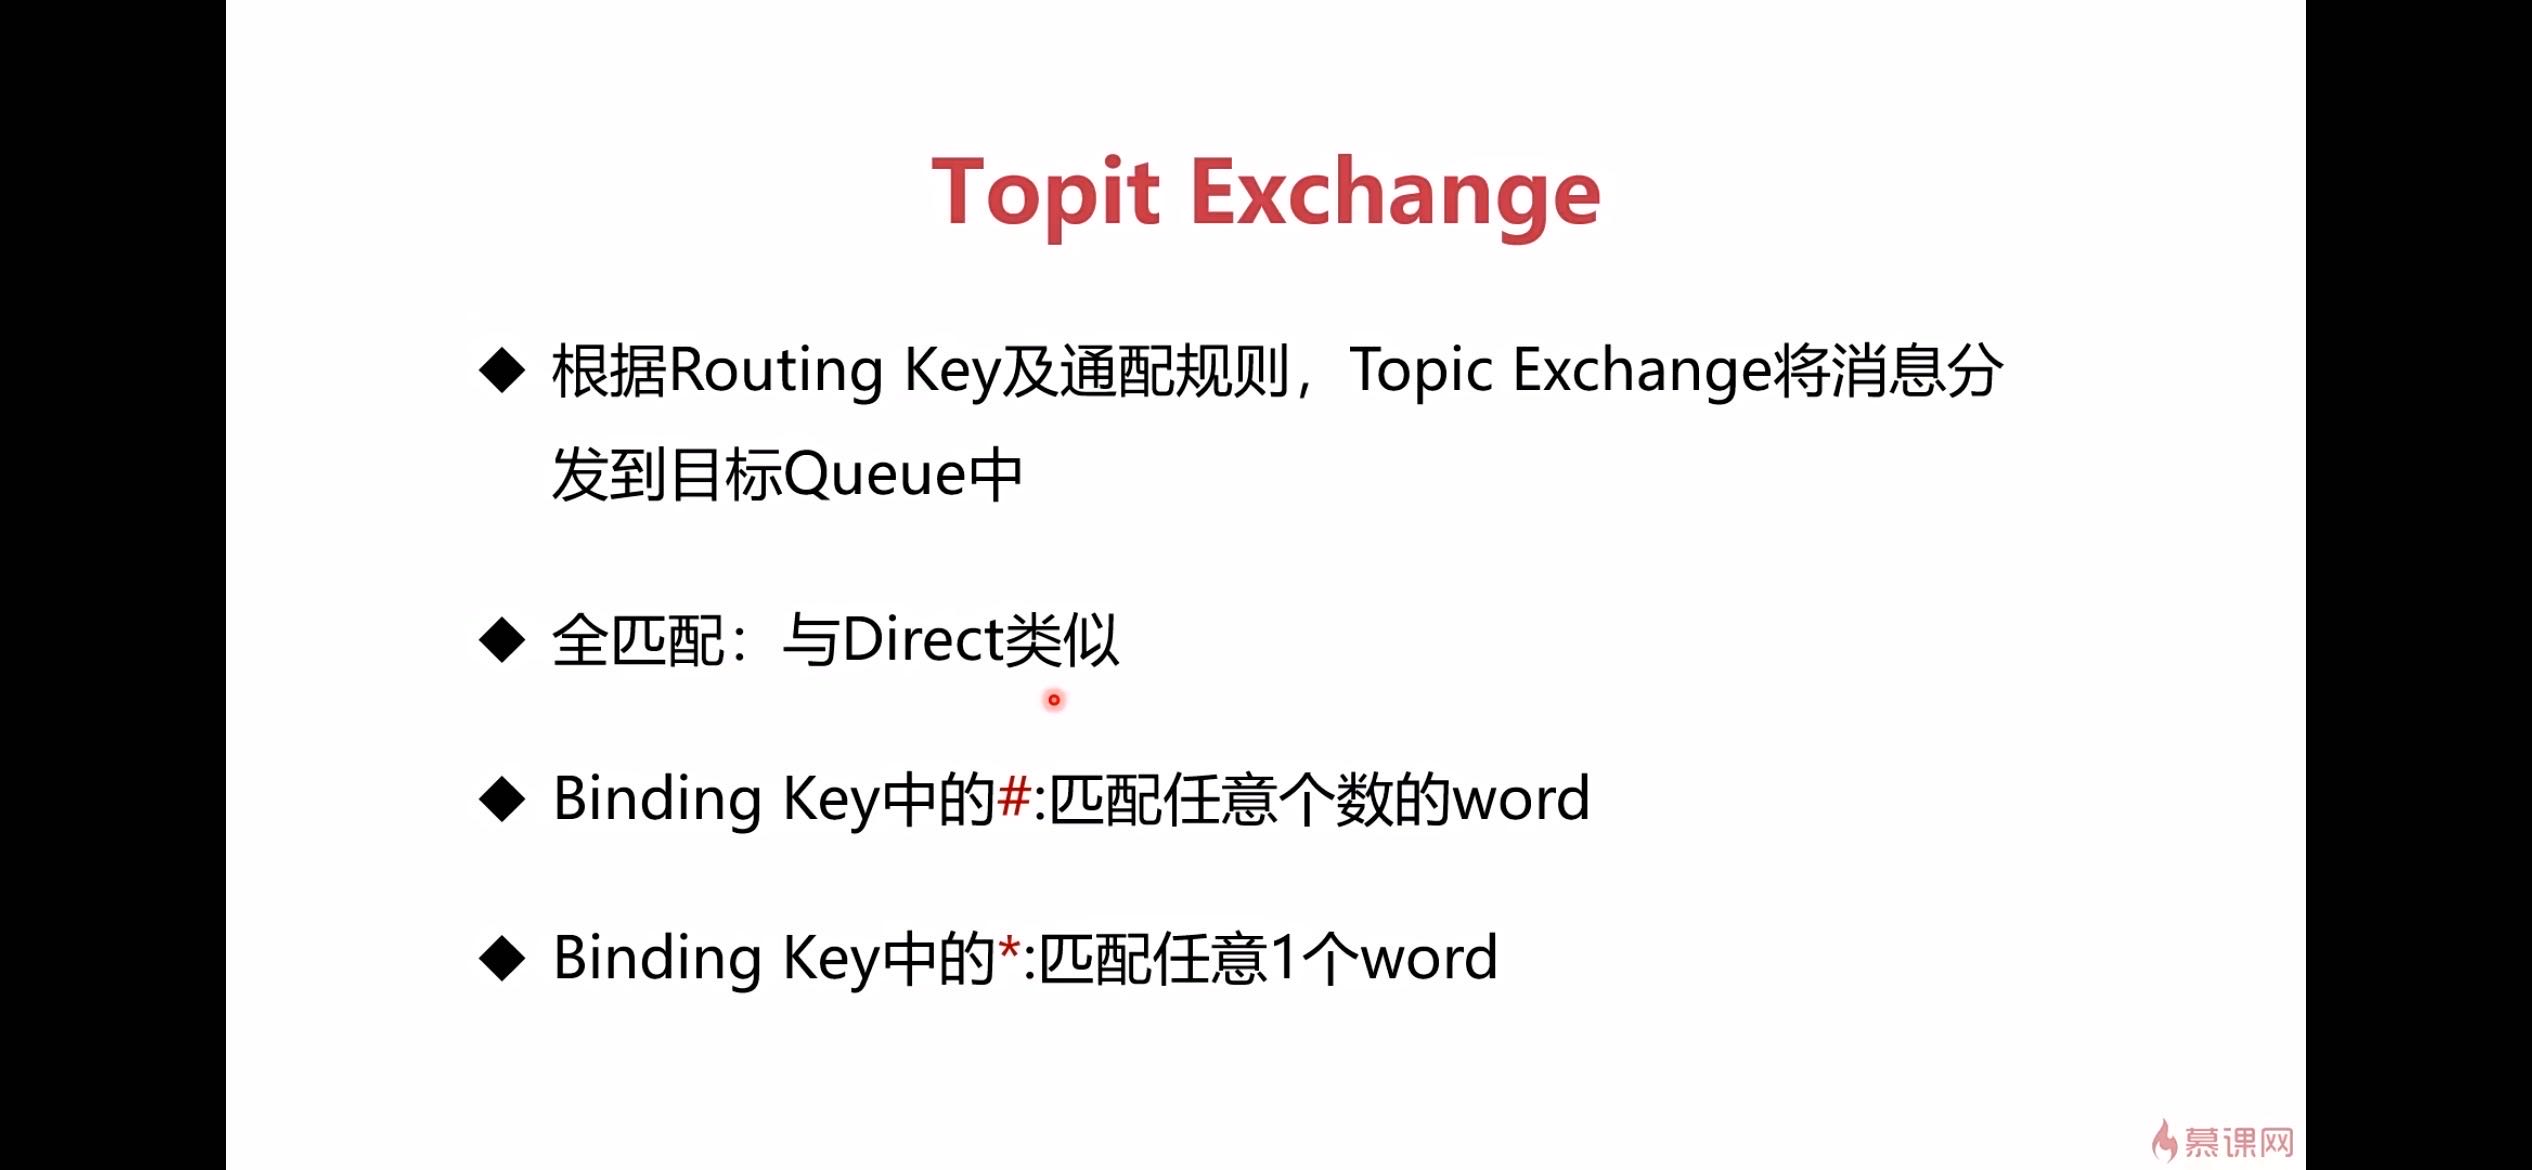 Topit Exchange
◆ 根据Routing Key及通配规则，Topic Exchange将消息分
发到目标Queue中
◆ 全匹配：与Direct类似
◆ Binding Key中的#:匹配任意个数的word
◆ Binding Key中的*:匹配任意1个word
慕课网